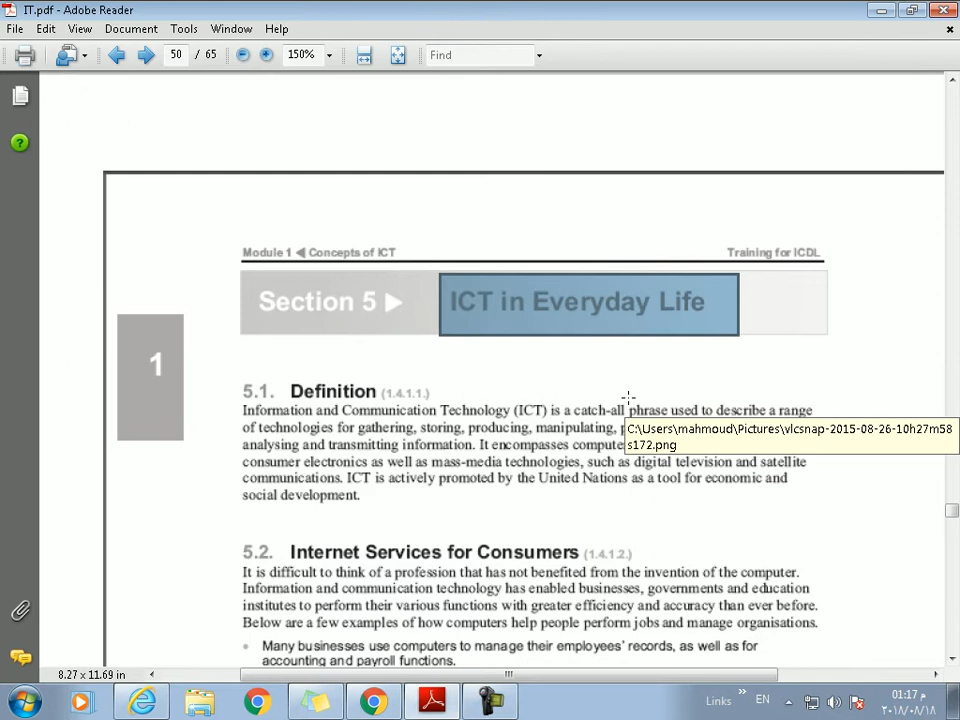 IT.pdf - Adobe Reader
File Edit View Document Tools Window Help
50 / 65 150% Find
Module 1 ◀ Concepts of ICT Training for ICDL
Section 5 ▶ ICT in Everyday Life
1
5.1. Definition (1.4.1.1.)
Information and Communication Technology (ICT) is a catch-all phrase used to describe a range
of technologies for gathering, storing, producing, manipulating,
C:\Users\mahmoud\Pictures\vlcsnap-2015-08-26-10h27m58
s172.png
analysing and transmitting information. It encompasses
consumer electronics as well as mass-media technologies, such as digital television and satellite
communications. ICT is actively promoted by the United Nations as a tool for economic and
social development.
5.2. Internet Services for Consumers (1.4.1.2.)
It is difficult to think of a profession that has not benefited from the invention of the computer.
Information and communication technology has enabled businesses, governments and education
institutes to perform their various functions with greater efficiency and accuracy than ever before.
Below are a few examples of how computers help people perform jobs and manage organisations.
• Many businesses use computers to manage their employees' records, as well as for
accounting and payroll functions.
8.27 x 11.69 in
Links » EN 01:17 م
٢٠١٨/٠٨/١٨